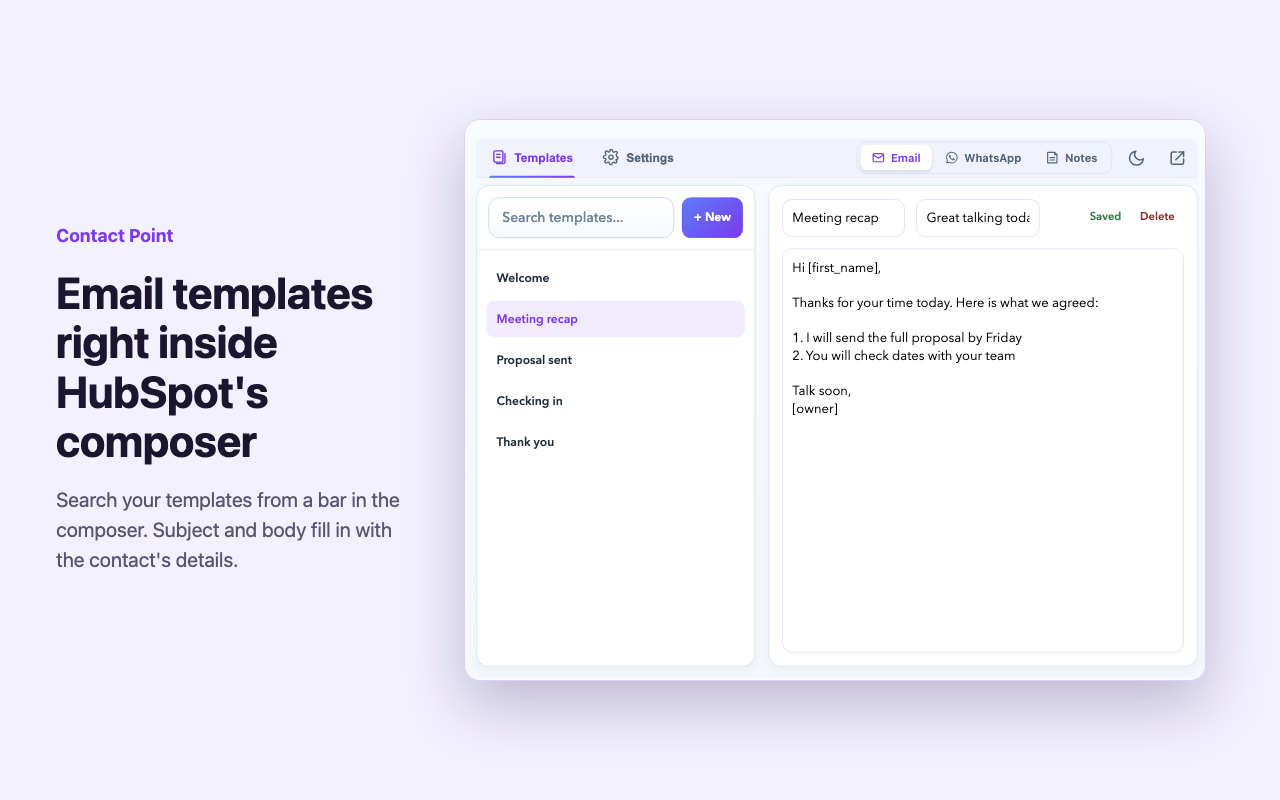 Contact Point
Email templates
right inside
HubSpot's
composer
Search your templates from a bar in the
composer. Subject and body fill in with
the contact's details.
Templates
Settings
Email
WhatsApp
Notes
Search templates...
+ New
Welcome
Meeting recap
Proposal sent
Checking in
Thank you
Meeting recap
Great talking toda
Saved
Delete
Hi [first_name],
Thanks for your time today. Here is what we agreed:
1. I will send the full proposal by Friday
2. You will check dates with your team
Talk soon,
[owner]